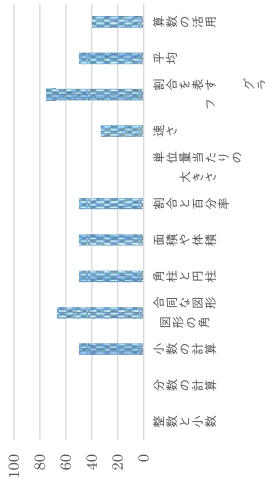 100
80
60
40
20
0
整数と小数
分数の計算
小数の計算
合同な図形
図形の角
角柱と円柱
面積や体積
割合と百分率
単位量当たりの
大きさ
速さ
割合を表すグラ
フ
平均
算数の活用